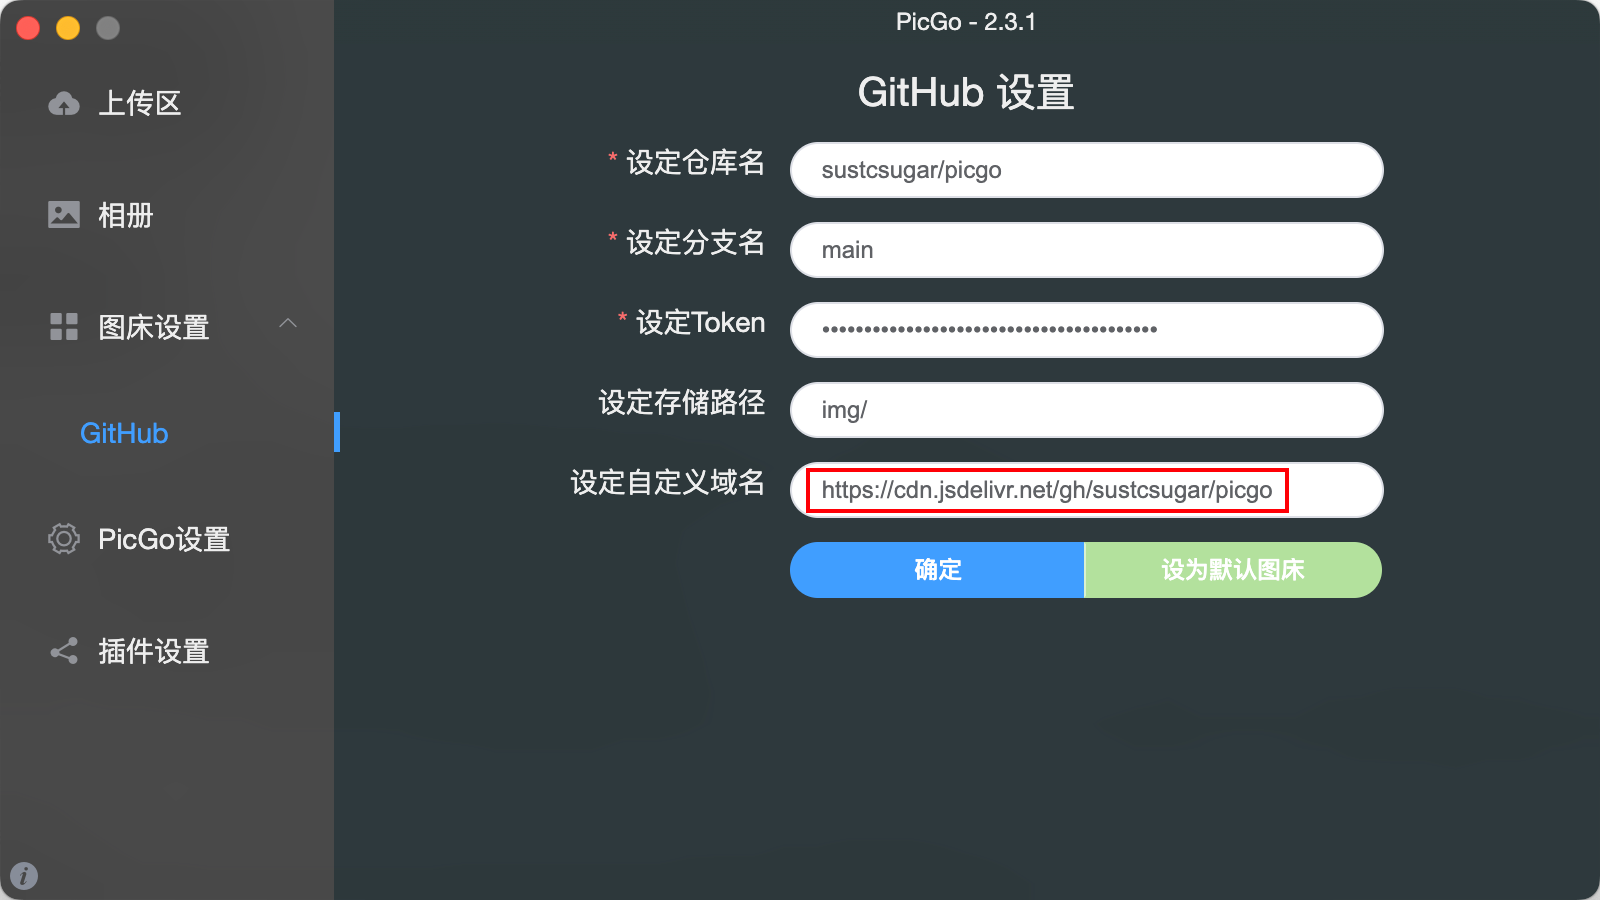 PicGo - 2.3.1
上传区
相册
图床设置
GitHub
PicGo设置
插件设置
GitHub 设置
* 设定仓库名
sustcsugar/picgo
* 设定分支名
main
* 设定Token
••••••••••••••••••••••••••••••••••••••••
设定存储路径
img/
设定自定义域名
https://cdn.jsdelivr.net/gh/sustcsugar/picgo
确定
设为默认图床